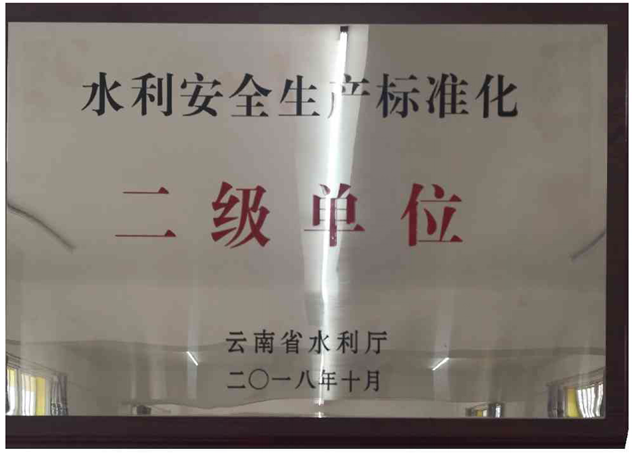 水利安全生产标准化
二级单位
云南省水利厅
二〇一八年十月